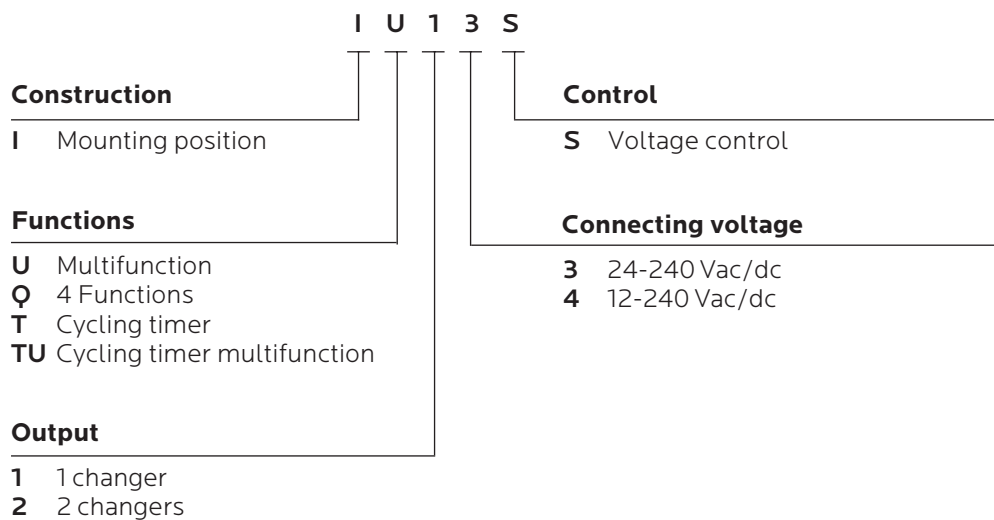 I U 1 3 S
Construction
I Mounting position
Functions
U Multifunction
Q 4 Functions
T Cycling timer
TU Cycling timer multifunction
Output
1 1 changer
2 2 changers
Control
S Voltage control
Connecting voltage
3 24-240 Vac/dc
4 12-240 Vac/dc